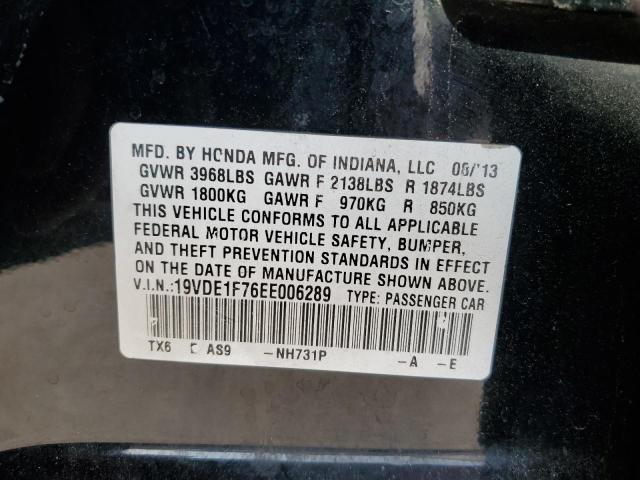 MFD. BY HONDA MFG. OF INDIANA, LLC 08/13
GVWR 3968LBS GAWR F 2138LBS R 1874LBS
GVWR 1800KG GAWR F 970KG R 850KG
THIS VEHICLE CONFORMS TO ALL APPLICABLE
FEDERAL MOTOR VEHICLE SAFETY, BUMPER,
AND THEFT PREVENTION STANDARDS IN EFFECT
ON THE DATE OF MANUFACTURE SHOWN ABOVE.
V.I.N.:19VDE1F76EE006289 TYPE: PASSENGER CAR
TX6 AS9 -NH731P -A -E